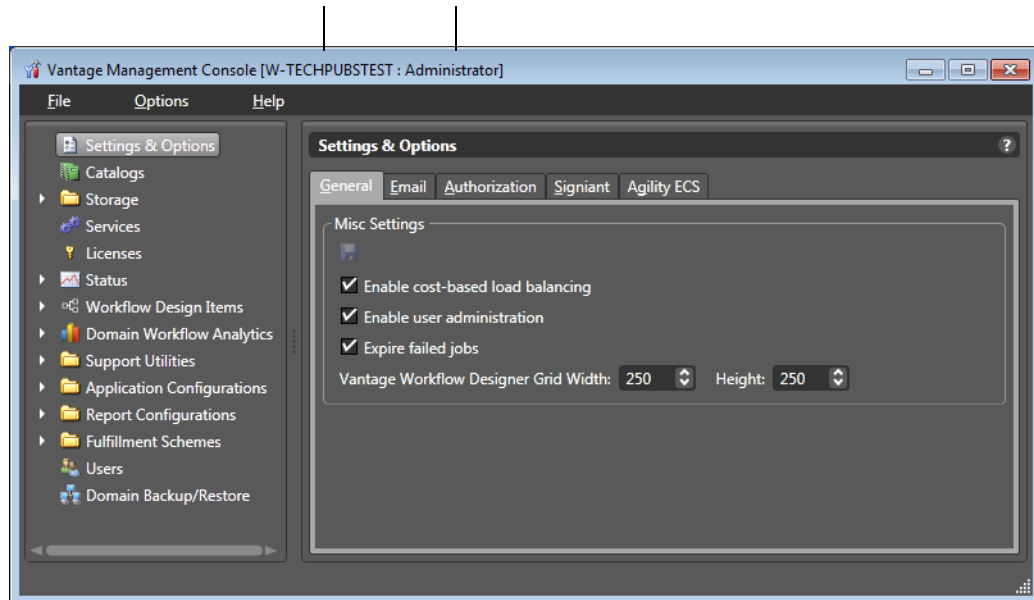 Vantage Management Console [W-TECHPUBSTEST : Administrator]
File Options Help
Settings & Options
Catalogs
Storage
Services
Licenses
Status
Workflow Design Items
Domain Workflow Analytics
Support Utilities
Application Configurations
Report Configurations
Fulfillment Schemes
Users
Domain Backup/Restore
Settings & Options ?
General Email Authorization Signiant Agility ECS
Misc Settings
Enable cost-based load balancing
Enable user administration
Expire failed jobs
Vantage Workflow Designer Grid Width: 250 Height: 250